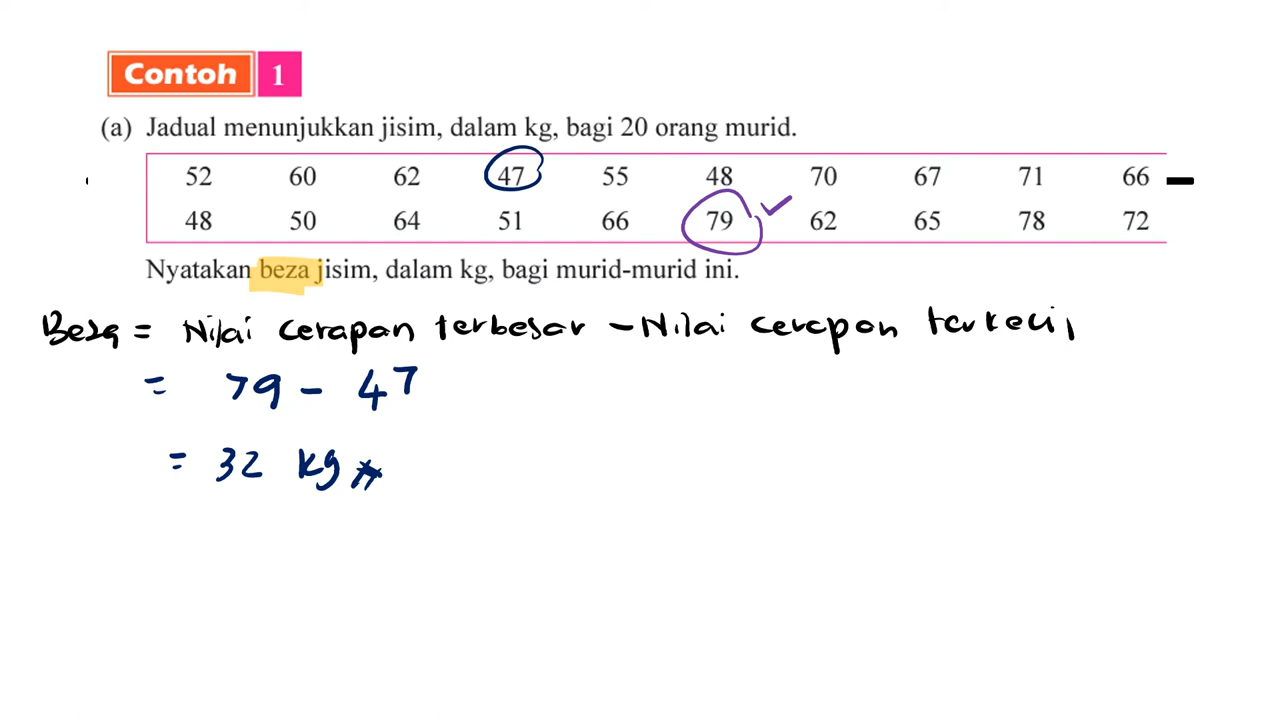 Contoh 1
(a) Jadual menunjukkan jisim, dalam kg, bagi 20 orang murid.
52 60 62 47 55 48 70 67 71 66
48 50 64 51 66 79 62 65 78 72
Nyatakan beza jisim, dalam kg, bagi murid-murid ini.
Beza = Nilai cerapan terbesar - Nilai cerapan terkecil
= 79 - 47
= 32 kg